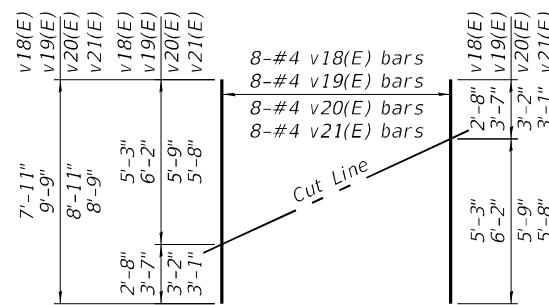 v18(E)
v19(E)
v20(E)
v21(E)
v18(E)
v19(E)
v20(E)
v21(E)
8-#4 v18(E) bars
8-#4 v19(E) bars
8-#4 v20(E) bars
8-#4 v21(E) bars
v18(E)
v19(E)
v20(E)
v21(E)
7'-11"
9'-9"
8'-11"
8'-9"
5'-3"
6'-2"
5'-9"
5'-8"
2'-8"
3'-7"
3'-2"
3'-1"
Cut Line
2'-8"
3'-7"
3'-2"
3'-1"
5'-3"
6'-2"
5'-9"
5'-8"